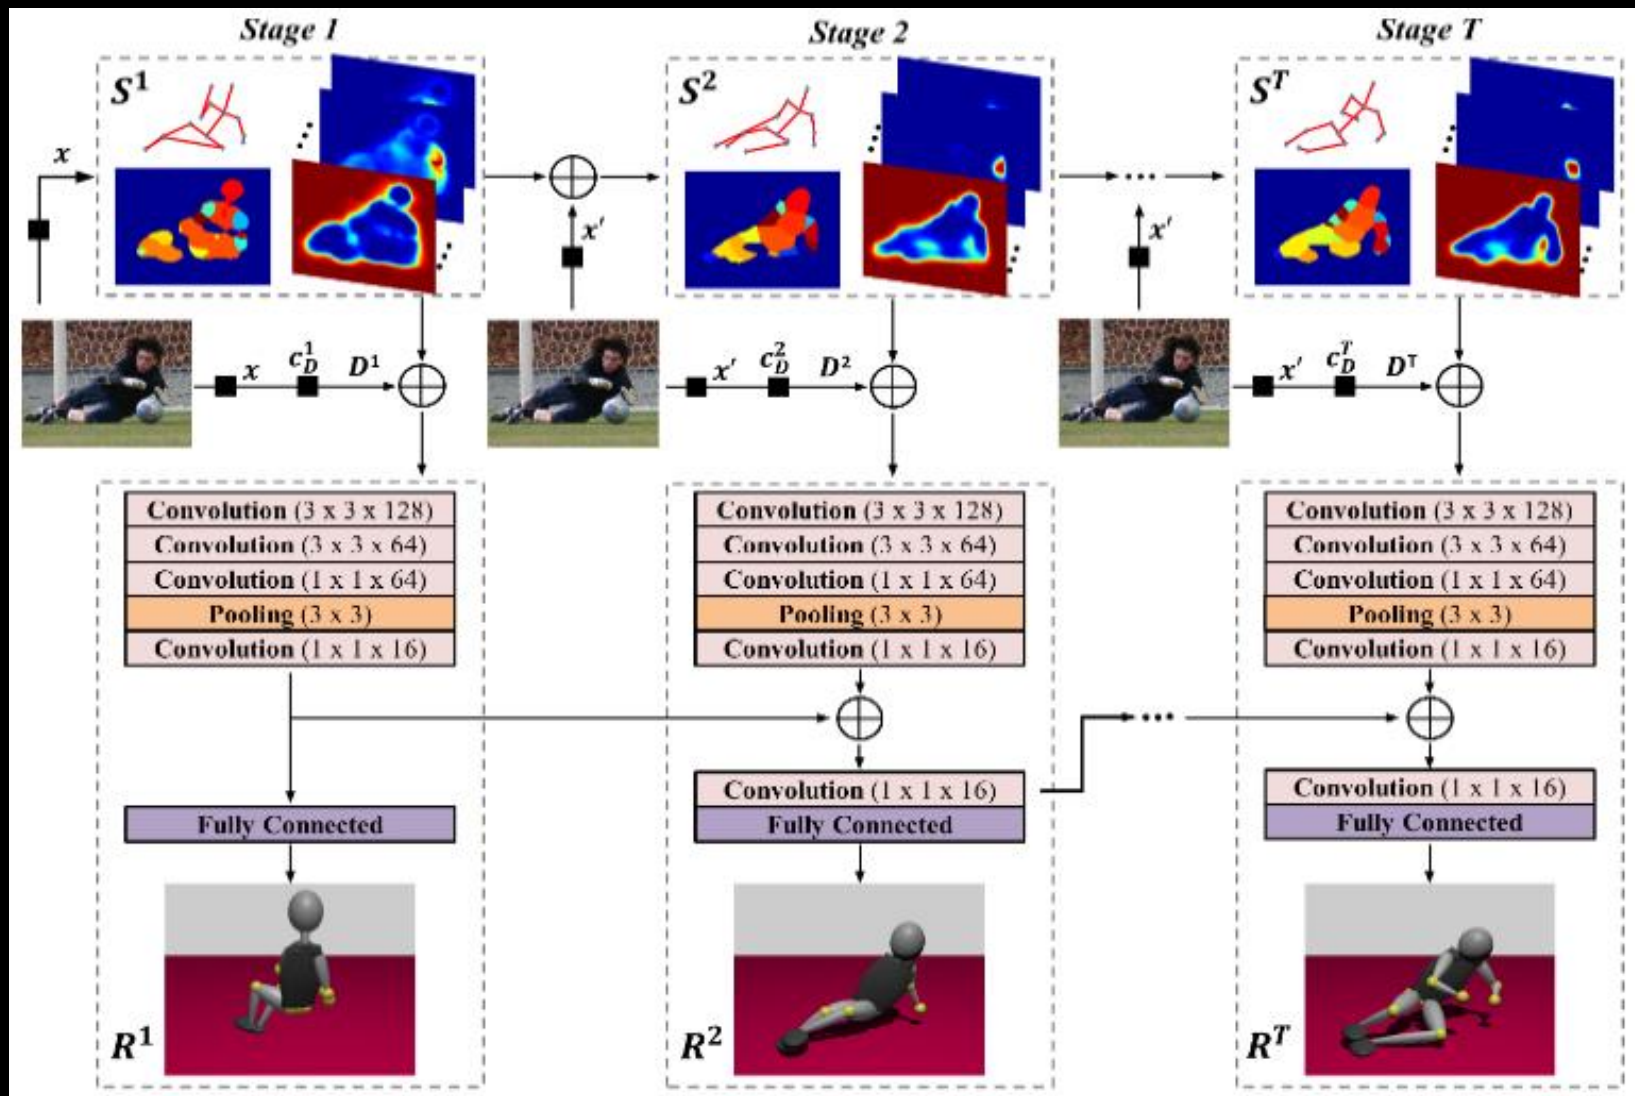 Stage 1
Stage 2
Stage T
S¹
S²
Sᵀ
x
x′
x′
x
c¹_D
D¹
x′
c²_D
D²
x′
cᵀ_D
Dᵀ
Convolution (3 x 3 x 128)
Convolution (3 x 3 x 64)
Convolution (1 x 1 x 64)
Pooling (3 x 3)
Convolution (1 x 1 x 16)
Fully Connected
R¹
Convolution (3 x 3 x 128)
Convolution (3 x 3 x 64)
Convolution (1 x 1 x 64)
Pooling (3 x 3)
Convolution (1 x 1 x 16)
Convolution (1 x 1 x 16)
Fully Connected
R²
Convolution (3 x 3 x 128)
Convolution (3 x 3 x 64)
Convolution (1 x 1 x 64)
Pooling (3 x 3)
Convolution (1 x 1 x 16)
Convolution (1 x 1 x 16)
Fully Connected
Rᵀ